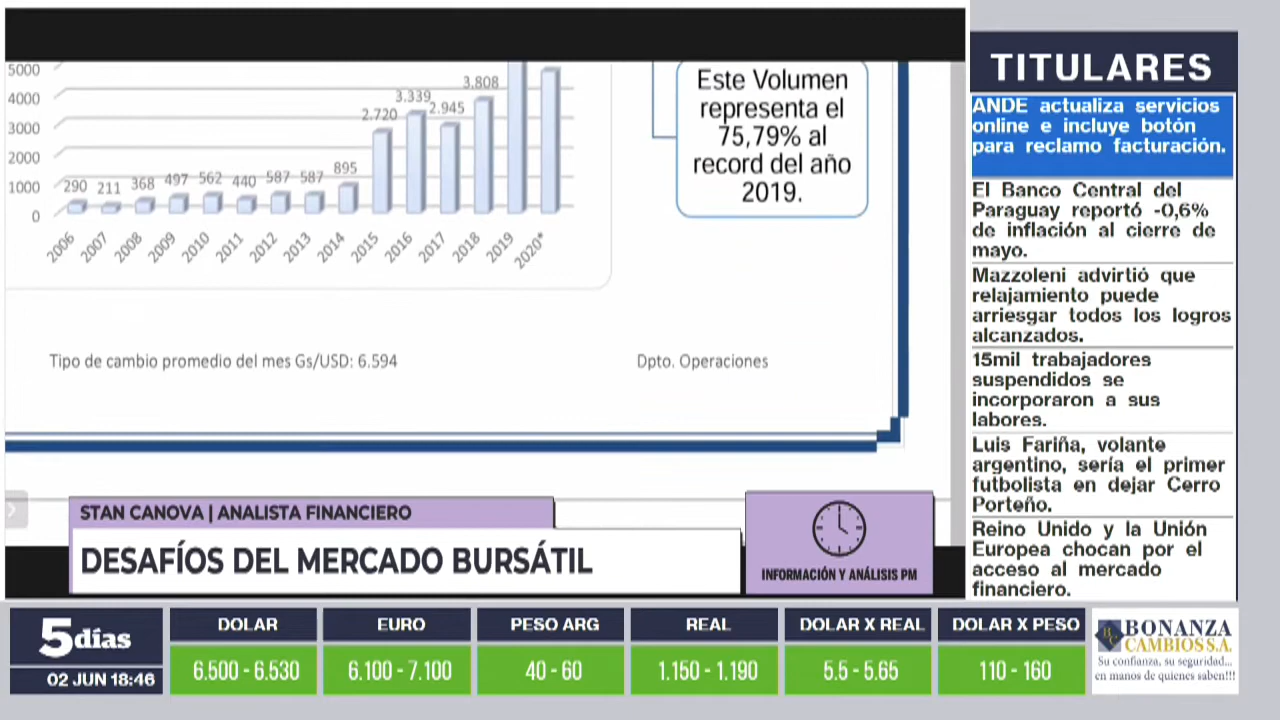 5000
4000
3000
2000
1000
0
290
211
368
497
562
440
587
587
895
2.720
3.339
2.945
3.808
2006
2007
2008
2009
2010
2011
2012
2013
2014
2015
2016
2017
2018
2019
2020*
Este Volumen
representa el
75,79% al
record del año
2019.
Tipo de cambio promedio del mes Gs/USD: 6.594
Dpto. Operaciones
STAN CANOVA | ANALISTA FINANCIERO
DESAFÍOS DEL MERCADO BURSÁTIL
INFORMACIÓN Y ANÁLISIS PM
TITULARES
ANDE actualiza servicios
online e incluye botón
para reclamo facturación.
El Banco Central del
Paraguay reportó -0,6%
de inflación al cierre de
mayo.
Mazzoleni advirtió que
relajamiento puede
arriesgar todos los logros
alcanzados.
15mil trabajadores
suspendidos se
incorporaron a sus
labores.
Luis Fariña, volante
argentino, sería el primer
futbolista en dejar Cerro
Porteño.
Reino Unido y la Unión
Europea chocan por el
acceso al mercado
financiero.
5días
02 JUN 18:46
DOLAR
6.500 - 6.530
EURO
6.100 - 7.100
PESO ARG
40 - 60
REAL
1.150 - 1.190
DOLAR X REAL
5.5 - 5.65
DOLAR X PESO
110 - 160
BC
BONANZA
CAMBIOS S.A.
Su confianza, su seguridad...
en manos de quienes saben!!!